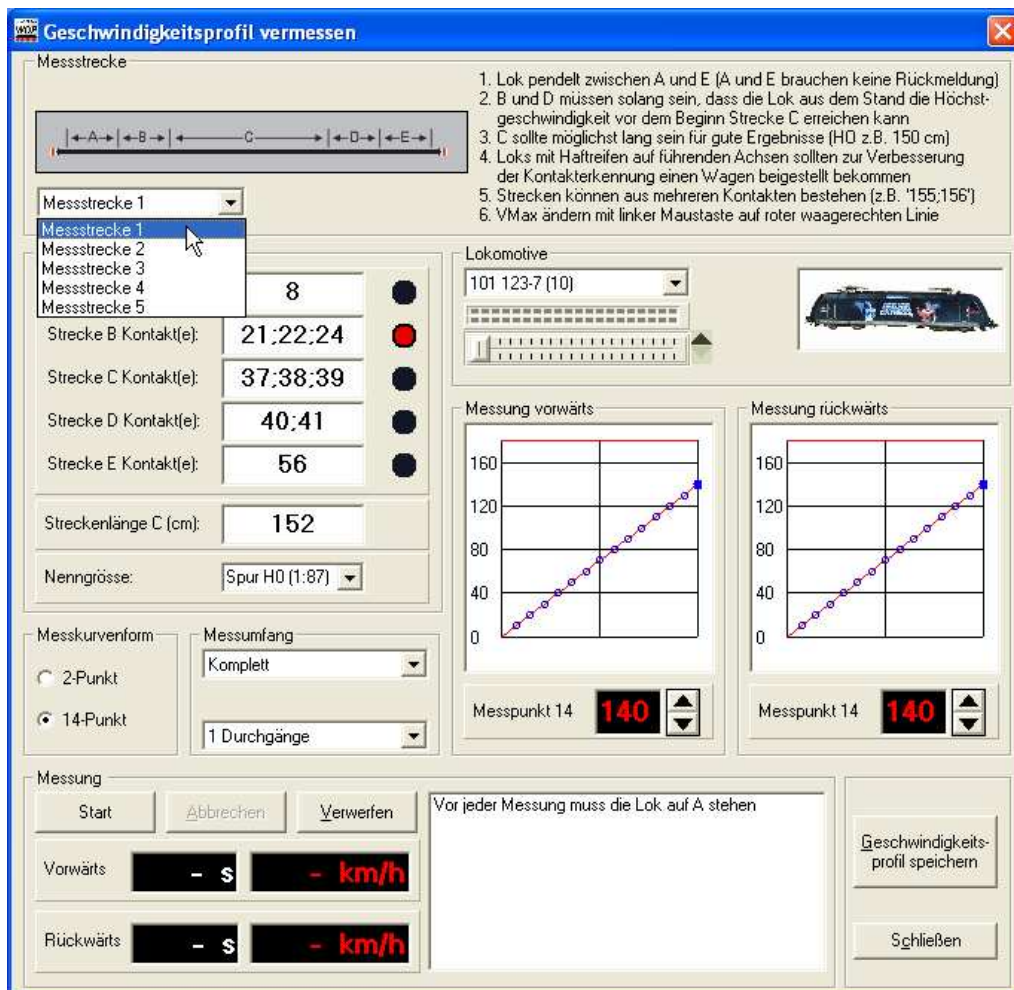 Geschwindigkeitsprofil vermessen
Messstrecke
|←A→|←B→|← C →|←D→|←E→|
1. Lok pendelt zwischen A und E (A und E brauchen keine Rückmeldung)
2. B und D müssen solang sein, dass die Lok aus dem Stand die Höchst-
geschwindigkeit vor dem Beginn Strecke C erreichen kann
3. C sollte möglichst lang sein für gute Ergebnisse (HO z.B. 150 cm)
4. Loks mit Haftreifen auf führenden Achsen sollten zur Verbesserung
der Kontakterkennung einen Wagen beigestellt bekommen
5. Strecken können aus mehreren Kontakten bestehen (z.B. '155;156')
6. VMax ändern mit linker Maustaste auf roter waagerechten Linie
Messstrecke 1
Messstrecke 1
Messstrecke 2
Messstrecke 3
Messstrecke 4
Messstrecke 5
8
Strecke B Kontakt(e): 21;22;24
Strecke C Kontakt(e): 37;38;39
Strecke D Kontakt(e): 40;41
Strecke E Kontakt(e): 56
Streckenlänge C (cm): 152
Nenngrösse: Spur H0 (1:87)
Lokomotive
101 123-7 (10)
Messung vorwärts
160
120
80
40
0
Messpunkt 14 140
Messung rückwärts
160
120
80
40
0
Messpunkt 14 140
Messkurvenform
2-Punkt
14-Punkt
Messumfang
Komplett
1 Durchgänge
Messung
Start Abbrechen Verwerfen
Vorwärts - s - km/h
Rückwärts - s - km/h
Vor jeder Messung muss die Lok auf A stehen
Geschwindigkeits-
profil speichern
Schließen